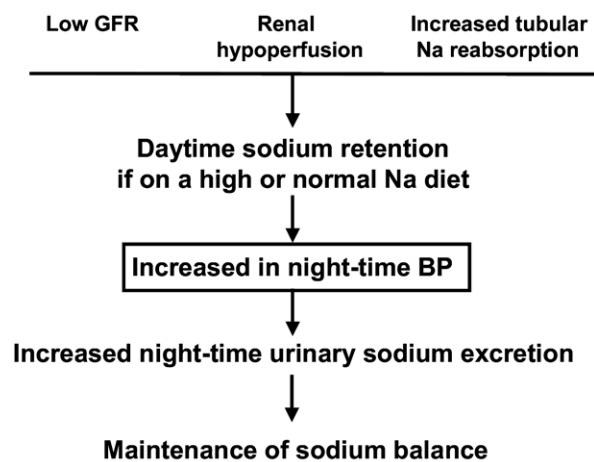 Low GFR
Renal
hypoperfusion
Increased tubular
Na reabsorption
Daytime sodium retention
if on a high or normal Na diet
Increased in night-time BP
Increased night-time urinary sodium excretion
Maintenance of sodium balance